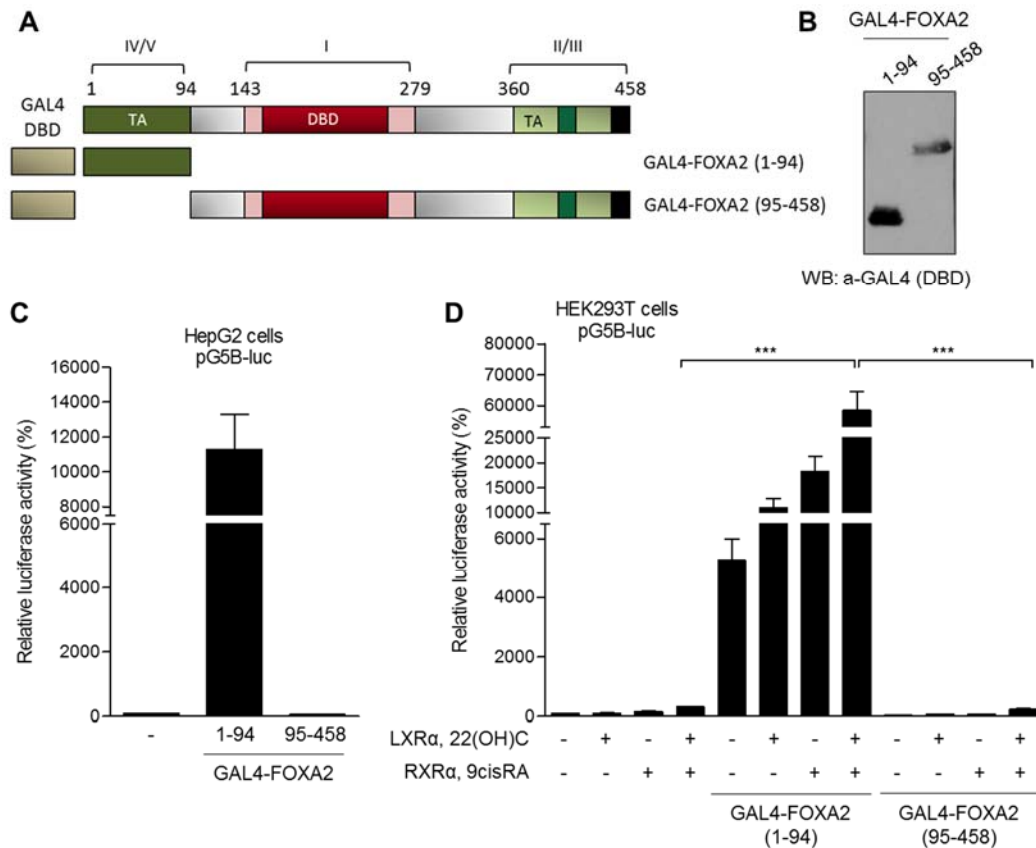 A
IV/V I II/III
1 94 143 279 360 458
GAL4
DBD
TA DBD TA
GAL4-FOXA2 (1-94)
GAL4-FOXA2 (95-458)
B
GAL4-FOXA2
1-94 95-458
WB: a-GAL4 (DBD)
C
HepG2 cells
pG5B-luc
Relative luciferase activity (%)
16000
14000
12000
10000
8000
6000
4000
2000
0
- 1-94 95-458
GAL4-FOXA2
D
HEK293T cells
pG5B-luc
*** ***
Relative luciferase activity (%)
80000
70000
60000
25000
20000
15000
10000
6000
4000
2000
0
LXRα, 22(OH)C - + - + - + - + - + - +
RXRα, 9cisRA - - + + - - + + - - + +
GAL4-FOXA2
(1-94)
GAL4-FOXA2
(95-458)